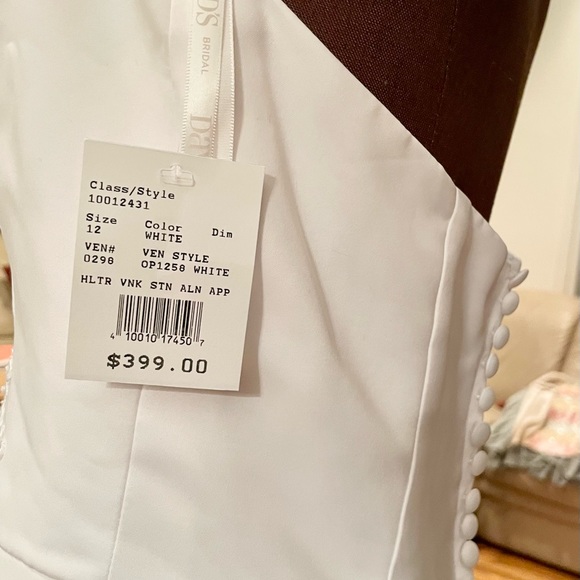 D'S
BRIDAL
Dav
Class/Style
10012431
Size Color Dim
12 WHITE
VEN# VEN STYLE
0298 OP1258 WHITE
HLTR VNK STN ALN APP
4 10010 17450 7
$399.00